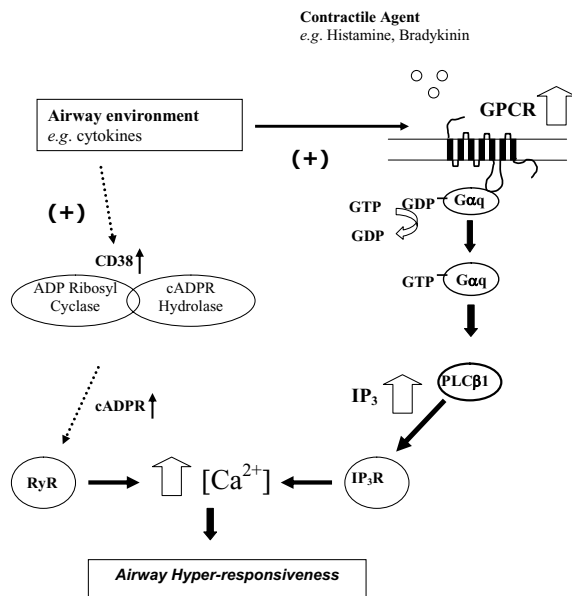 Contractile Agent
e.g. Histamine, Bradykinin
Airway environment
e.g. cytokines
GPCR
(+)
(+)
GTP
GDP
GDP
Gαq
CD38
ADP Ribosyl
Cyclase
cADPR
Hydrolase
GTP
Gαq
cADPR
IP₃
PLCβ1
RyR
[Ca²⁺]
IP₃R
Airway Hyper-responsiveness